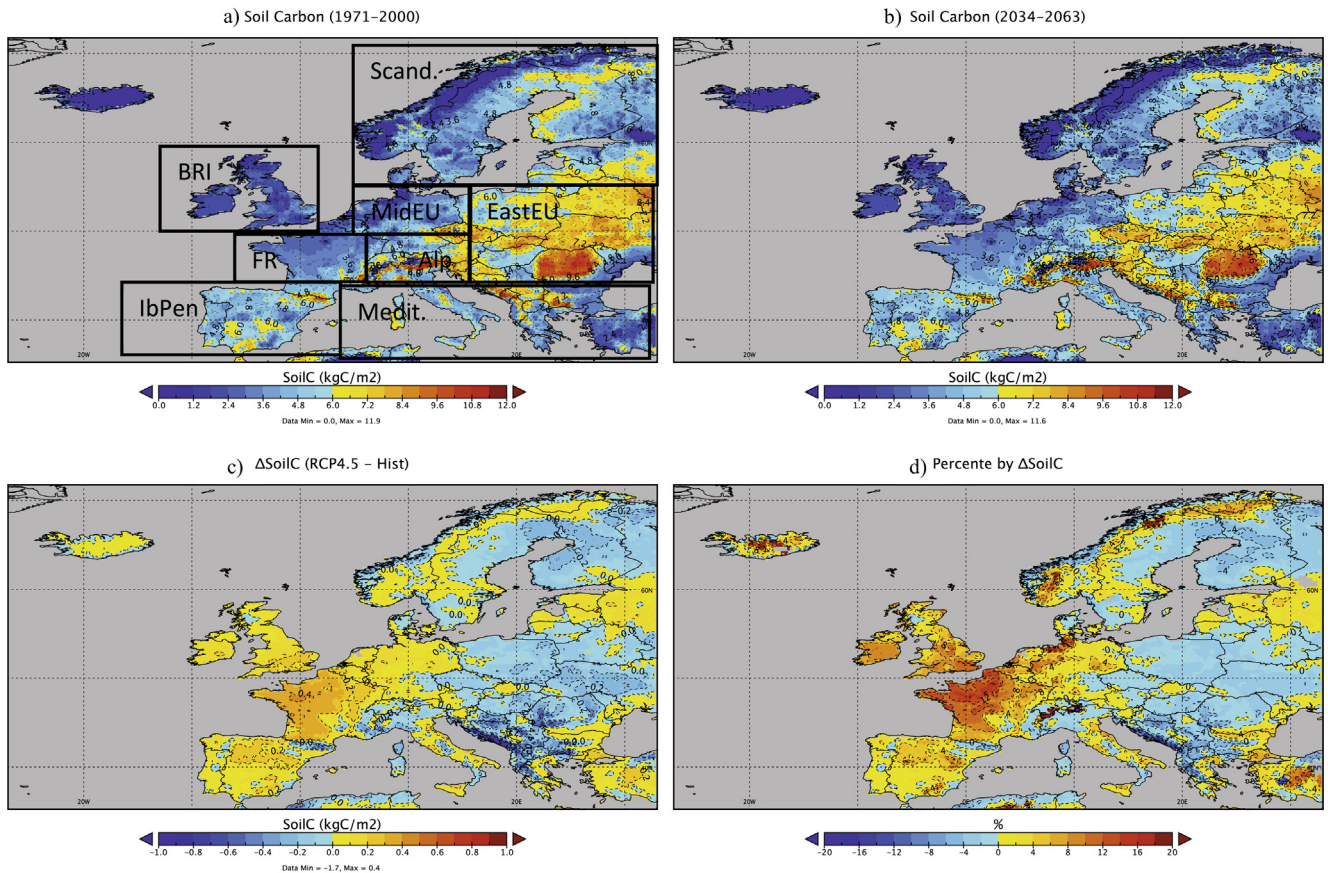 a) Soil Carbon (1971–2000)
Scand.
BRI
MidEU
EastEU
FR
Alp
IbPen
Medit.
20W
20E
SoilC (kgC/m2)
0.0 1.2 2.4 3.6 4.8 6.0 7.2 8.4 9.6 10.8 12.0
Data Min = 0.0, Max = 11.9
b) Soil Carbon (2034–2063)
20W
20E
SoilC (kgC/m2)
0.0 1.2 2.4 3.6 4.8 6.0 7.2 8.4 9.6 10.8 12.0
Data Min = 0.0, Max = 11.6
c) ΔSoilC (RCP4.5 – Hist)
60N
20W
20E
SoilC (kgC/m2)
−1.0 −0.8 −0.6 −0.4 −0.2 0.0 0.2 0.4 0.6 0.8 1.0
Data Min = −1.7, Max = 0.4
d) Percente by ΔSoilC
60N
20W
20E
%
−20 −16 −12 −8 −4 0 4 8 12 16 20